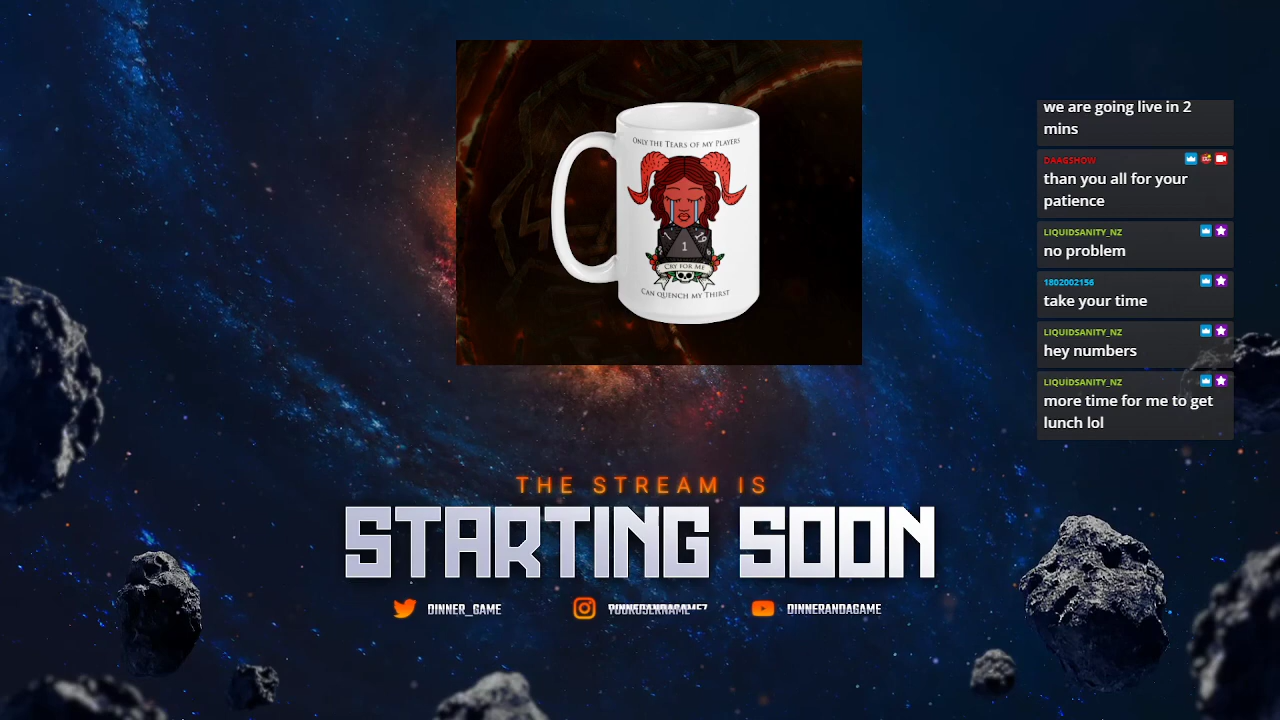 ONLY THE TEARS OF MY PLAYERS
1 19
1
CRY FOR ME
CAN QUENCH MY THIRST
we are going live in 2
mins
DAAGSHOW
than you all for your
patience
LIQUIDSANITY_NZ
no problem
1802002156
take your time
LIQUIDSANITY_NZ
hey numbers
LIQUIDSANITY_NZ
more time for me to get
lunch lol
THE STREAM IS
STARTING SOON
DINNER_GAME
DINNERANDAGAME